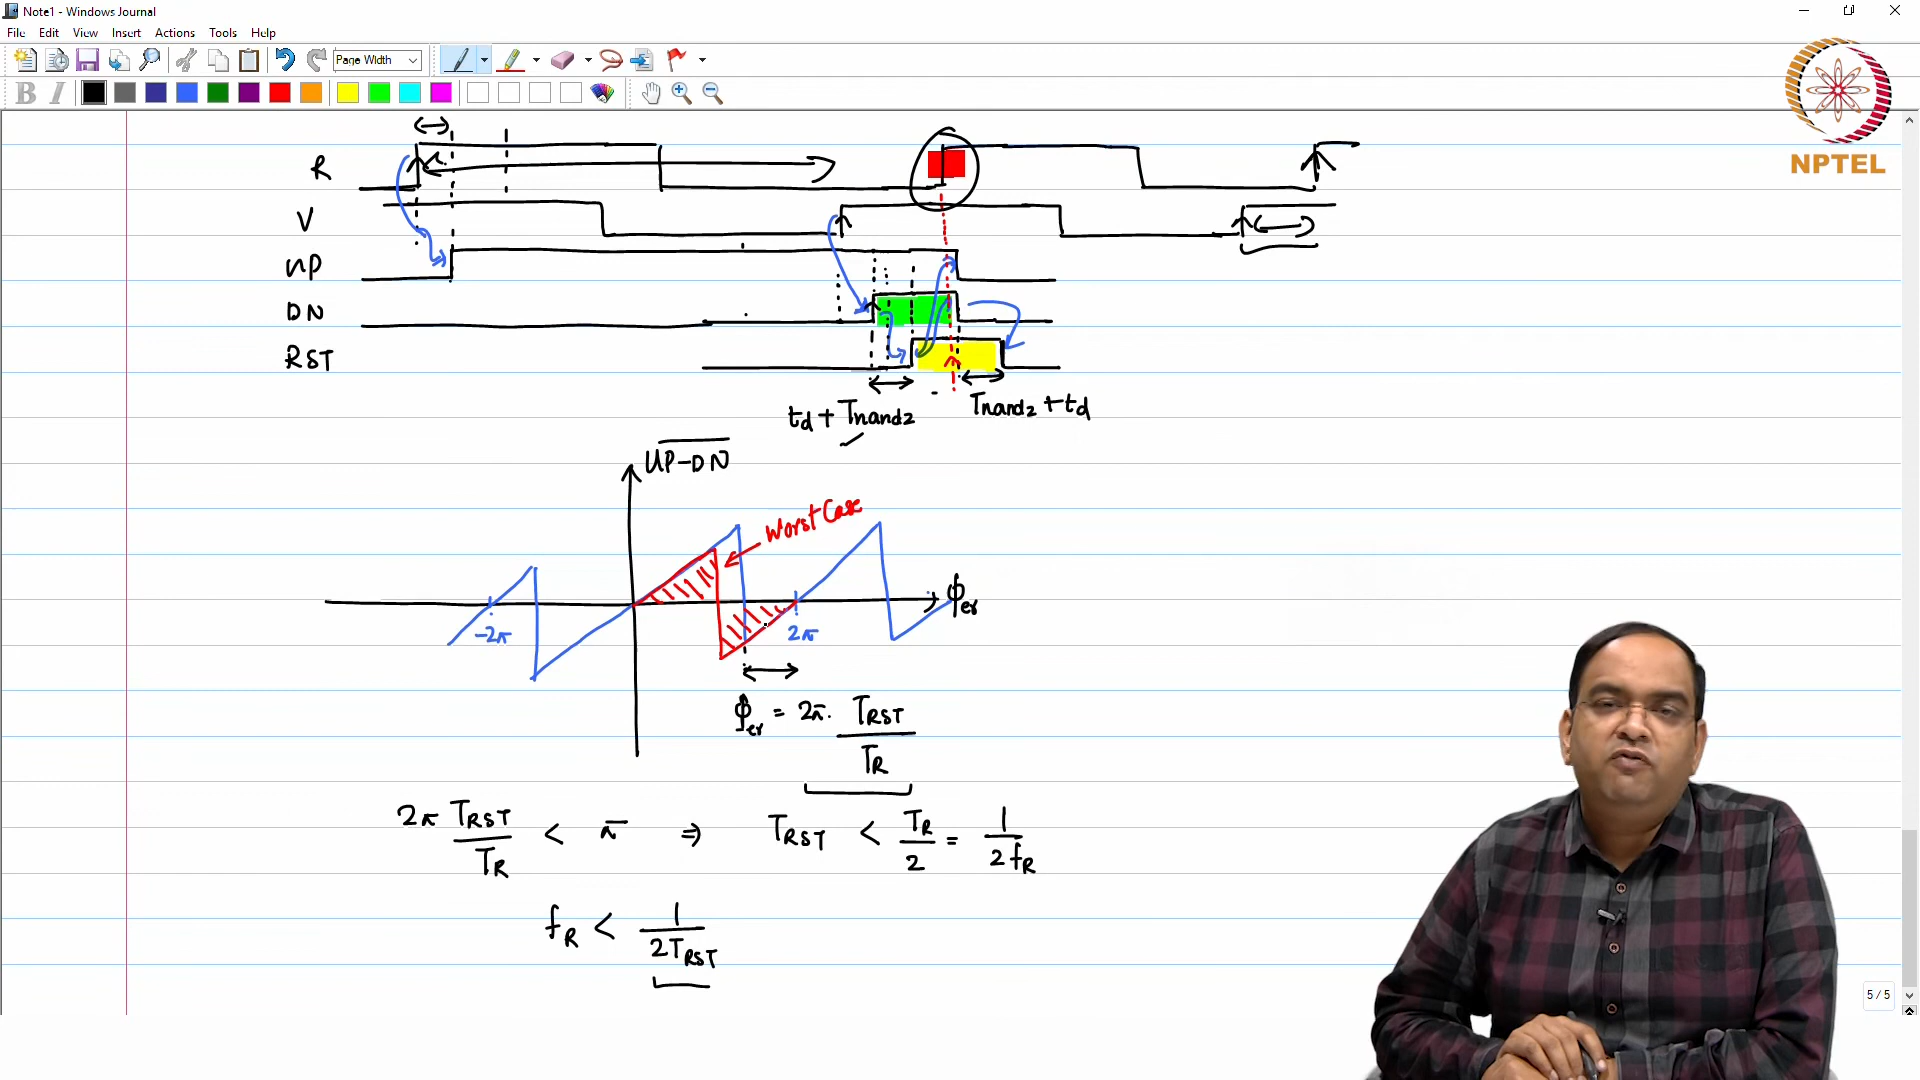 Note1 - Windows Journal
File Edit View Insert Actions Tools Help
Page Width
B I
NPTEL
R
V
UP
DN
RST
td + Tnand2
Tnand2 + td
UP-DN
Worst Case
ϕer
-2π
2π
ϕer = 2π. TRST / TR
2π TRST / TR < π ⇒ TRST < TR / 2 = 1 / 2fR
fR < 1 / 2TRST
5 / 5